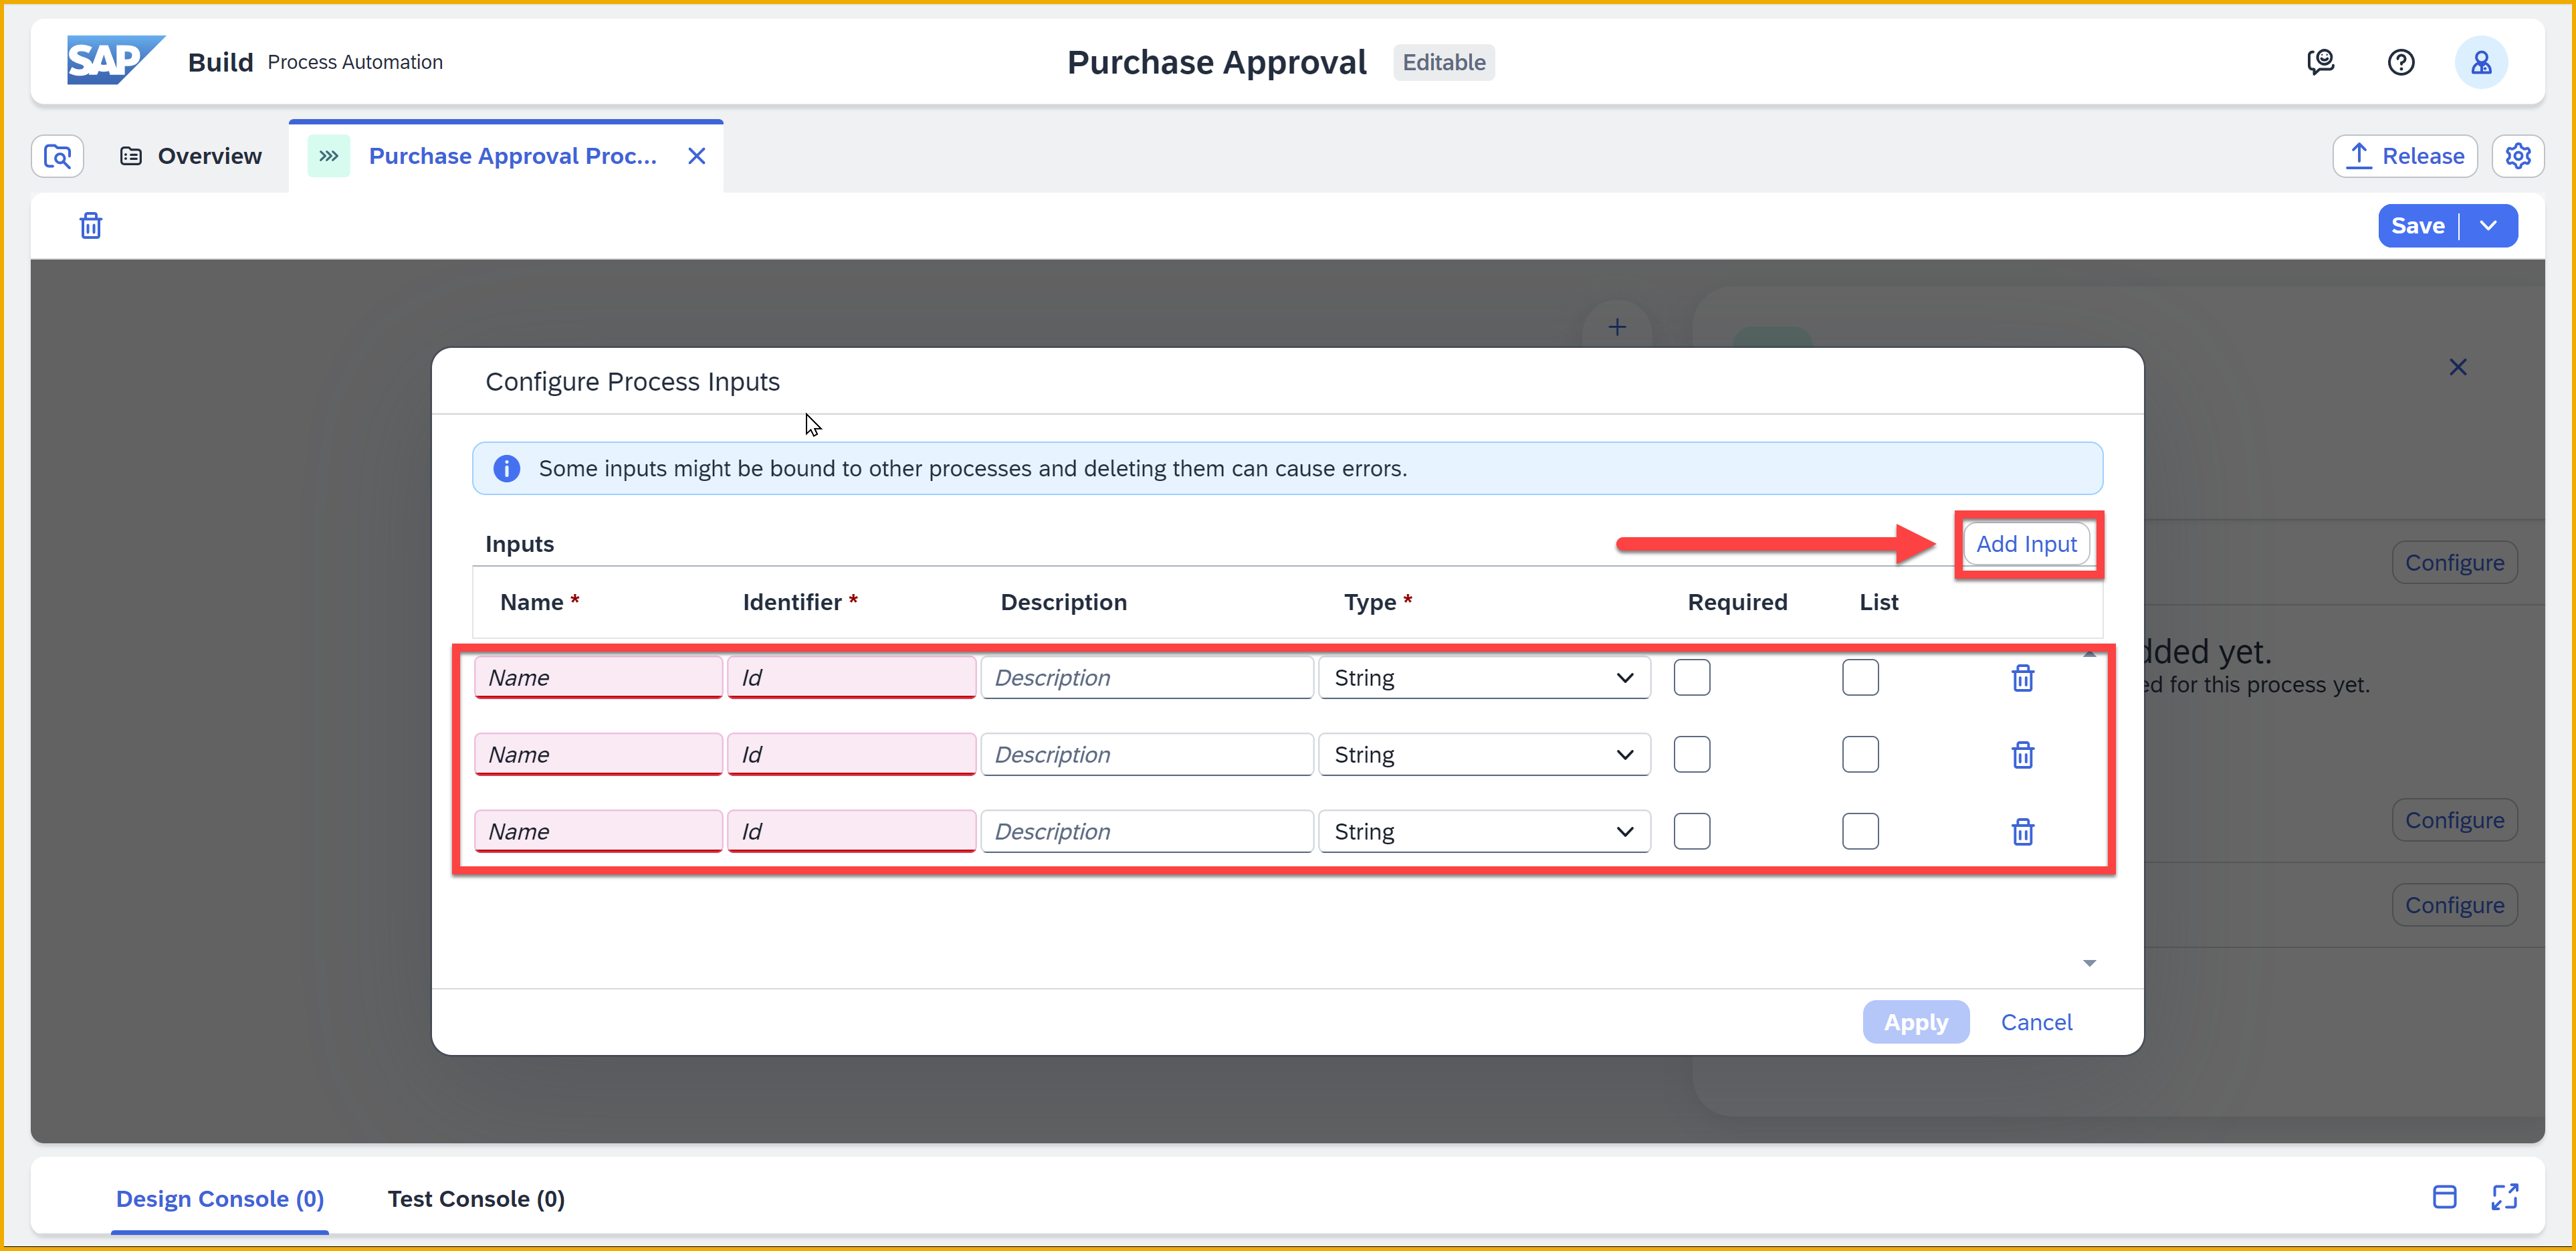 SAP Build Process Automation
Purchase Approval Editable
Overview Purchase Approval Proc... Release
Save
Configure Process Inputs
Some inputs might be bound to other processes and deleting them can cause errors.
Inputs Add Input
Configure
Name * Identifier * Description Type * Required List
dded yet.
Name Id Description String
ed for this process yet.
Name Id Description String
Configure
Name Id Description String
Configure
Apply Cancel
Design Console (0) Test Console (0)